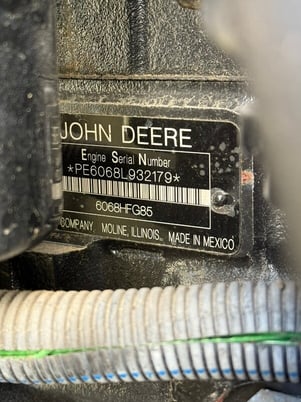 JOHN DEERE
Engine Serial Number
*PE6068L932179*
6068HFG85
COMPANY MOLINE, ILLINOIS MADE IN MEXICO